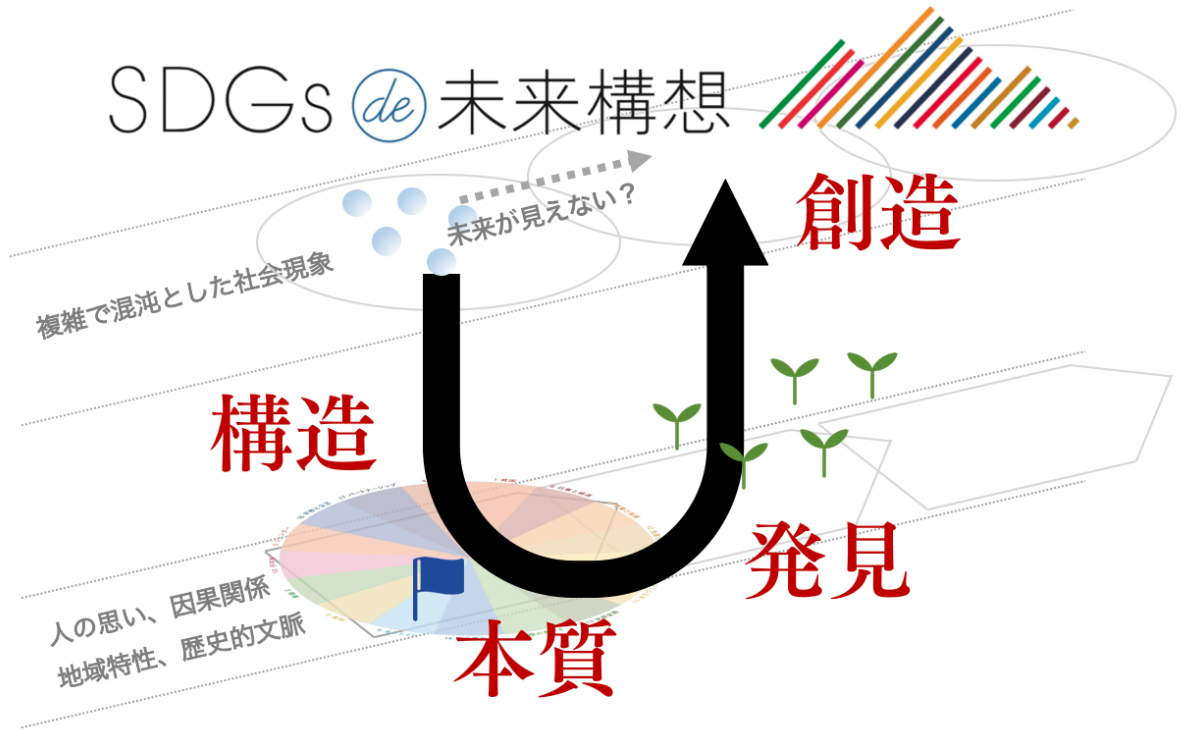 SDGs de 未来構想
創造
未来が見えない？
複雑で混沌とした社会現象
構造
発見
人の思い、因果関係
地域特性、歴史的文脈
本質